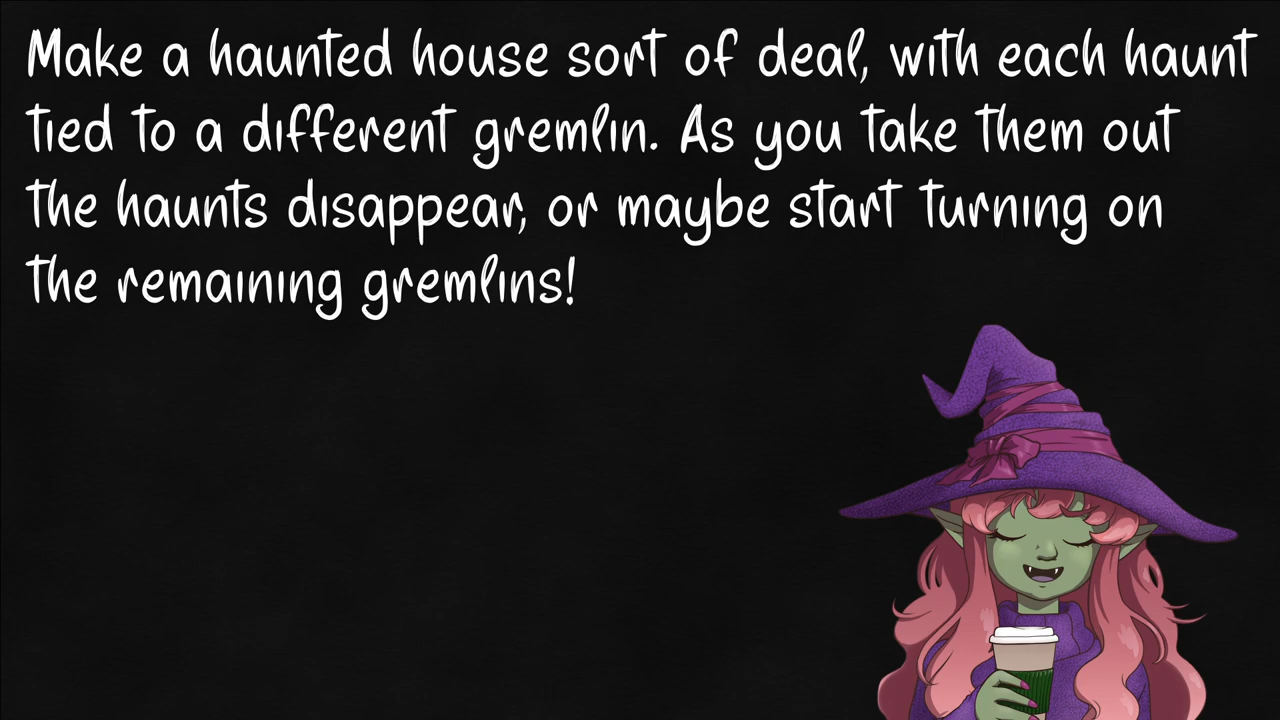 Make a haunted house sort of deal, with each haunt
tied to a different gremlin. As you take them out
the haunts disappear, or maybe start turning on
the remaining gremlins!